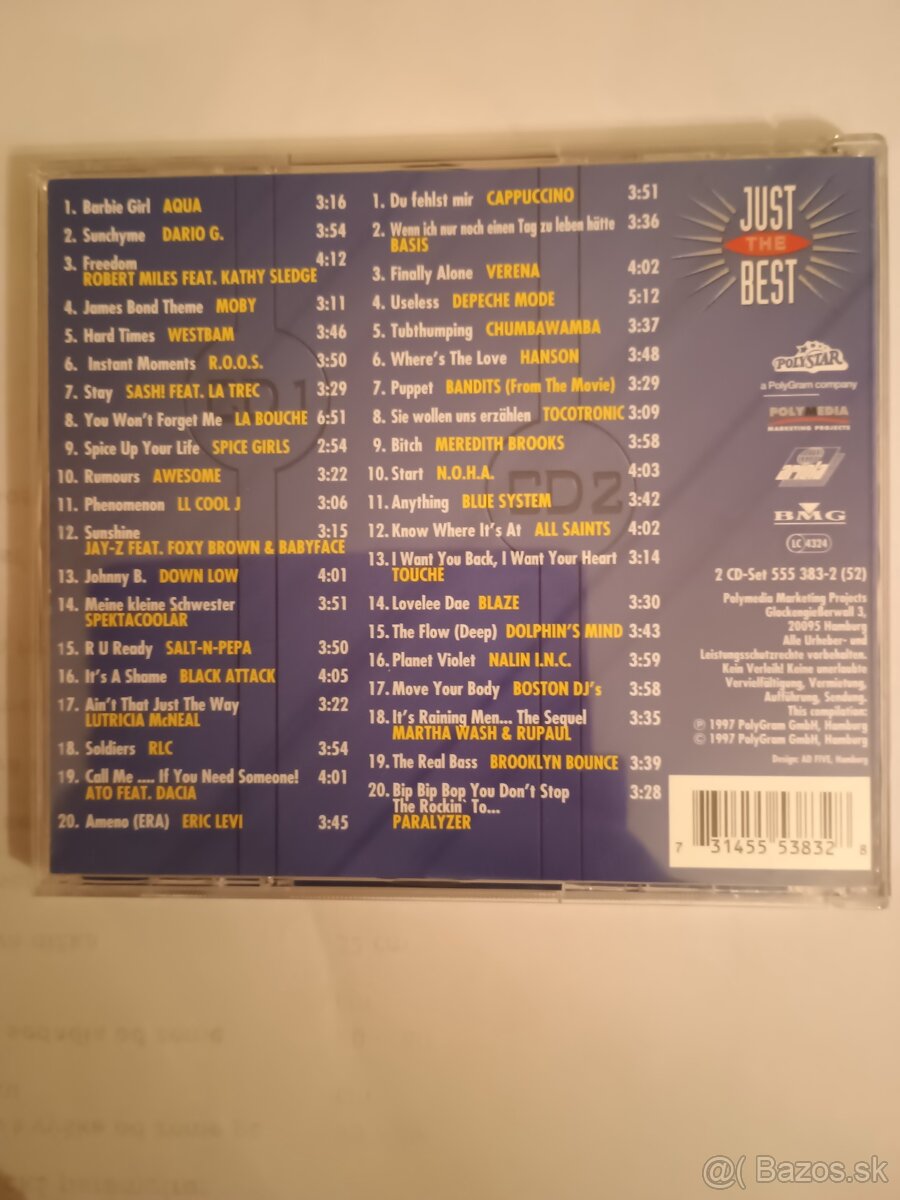 1. Barbie Girl AQUA 3:16
2. Sunchyme DARIO G. 3:54
3. Freedom 4:12
ROBERT MILES FEAT. KATHY SLEDGE
4. James Bond Theme MOBY 3:11
5. Hard Times WESTBAM 3:46
6. Instant Moments R.O.O.S. 3:50
7. Stay SASH! FEAT. LA TREC 3:29
8. You Won't Forget Me LA BOUCHE 6:51
9. Spice Up Your Life SPICE GIRLS 2:54
10. Rumours AWESOME 3:22
11. Phenomenon LL COOL J 3:06
12. Sunshine 3:15
JAY-Z FEAT. FOXY BROWN & BABYFACE
13. Johnny B. DOWN LOW 4:01
14. Meine kleine Schwester 3:51
SPEKTACOOLAR
15. R U Ready SALT-N-PEPA 3:50
16. It's A Shame BLACK ATTACK 4:05
17. Ain't That Just The Way 3:22
LUTRICIA McNEAL
18. Soldiers RLC 3:54
19. Call Me .... If You Need Someone! 4:01
ATO FEAT. DACIA
20. Ameno (ERA) ERIC LEVI 3:45
CD1
1. Du fehlst mir CAPPUCCINO 3:51
2. Wenn ich nur noch einen Tag zu leben hätte 3:36
BASIS
3. Finally Alone VERENA 4:02
4. Useless DEPECHE MODE 5:12
5. Tubthumping CHUMBAWAMBA 3:37
6. Where's The Love HANSON 3:48
7. Puppet BANDITS (From The Movie) 3:29
8. Sie wollen uns erzählen TOCOTRONIC 3:09
9. Bitch MEREDITH BROOKS 3:58
10. Start N.O.H.A. 4:03
11. Anything BLUE SYSTEM 3:42
12. Know Where It's At ALL SAINTS 4:02
13. I Want You Back, I Want Your Heart 3:14
TOUCHE
14. Lovelee Dae BLAZE 3:30
15. The Flow (Deep) DOLPHIN'S MIND 3:43
16. Planet Violet NALIN I.N.C. 3:59
17. Move Your Body BOSTON DJ's 3:58
18. It's Raining Men... The Sequel 3:35
MARTHA WASH & RUPAUL
19. The Real Bass BROOKLYN BOUNCE 3:39
20. Bip Bip Bop You Don't Stop 3:28
The Rockin' To...
PARALYZER
CD2
JUST
THE
BEST
POLYSTAR
a PolyGram company
POLYMEDIA
MARKETING PROJECTS
ariola
BMG
LC 4324
2 CD-Set 555 383-2 (52)
Polymedia Marketing Projects
Glockengießerwall 3,
20095 Hamburg
Alle Urheber- und
Leistungsschutzrechte vorbehalten.
Kein Verleih! Keine unerlaubte
Vervielfältigung, Vermietung,
Aufführung, Sendung.
This compilation:
℗ 1997 PolyGram GmbH, Hamburg
© 1997 PolyGram GmbH, Hamburg
Design: AD FIVE, Hamburg
7 31455 53832 8
@( Bazos.sk